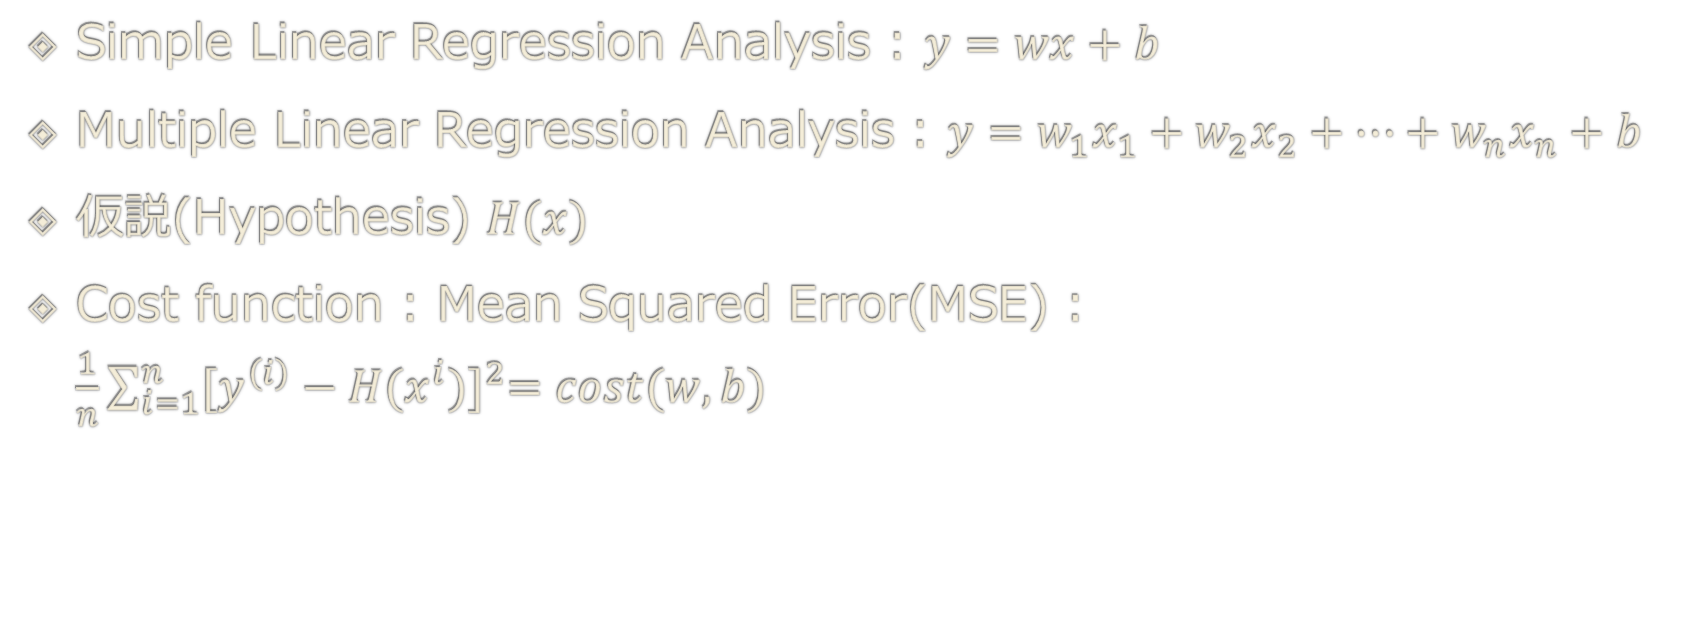 Simple Linear Regression Analysis : y = wx + b
Multiple Linear Regression Analysis : y = w₁x₁ + w₂x₂ + ⋯ + wₙxₙ + b
仮説(Hypothesis) H(x)
Cost function : Mean Squared Error(MSE) :
1/n ∑ⁿᵢ₌₁[y⁽ⁱ⁾ − H(xⁱ)]²= cost(w, b)